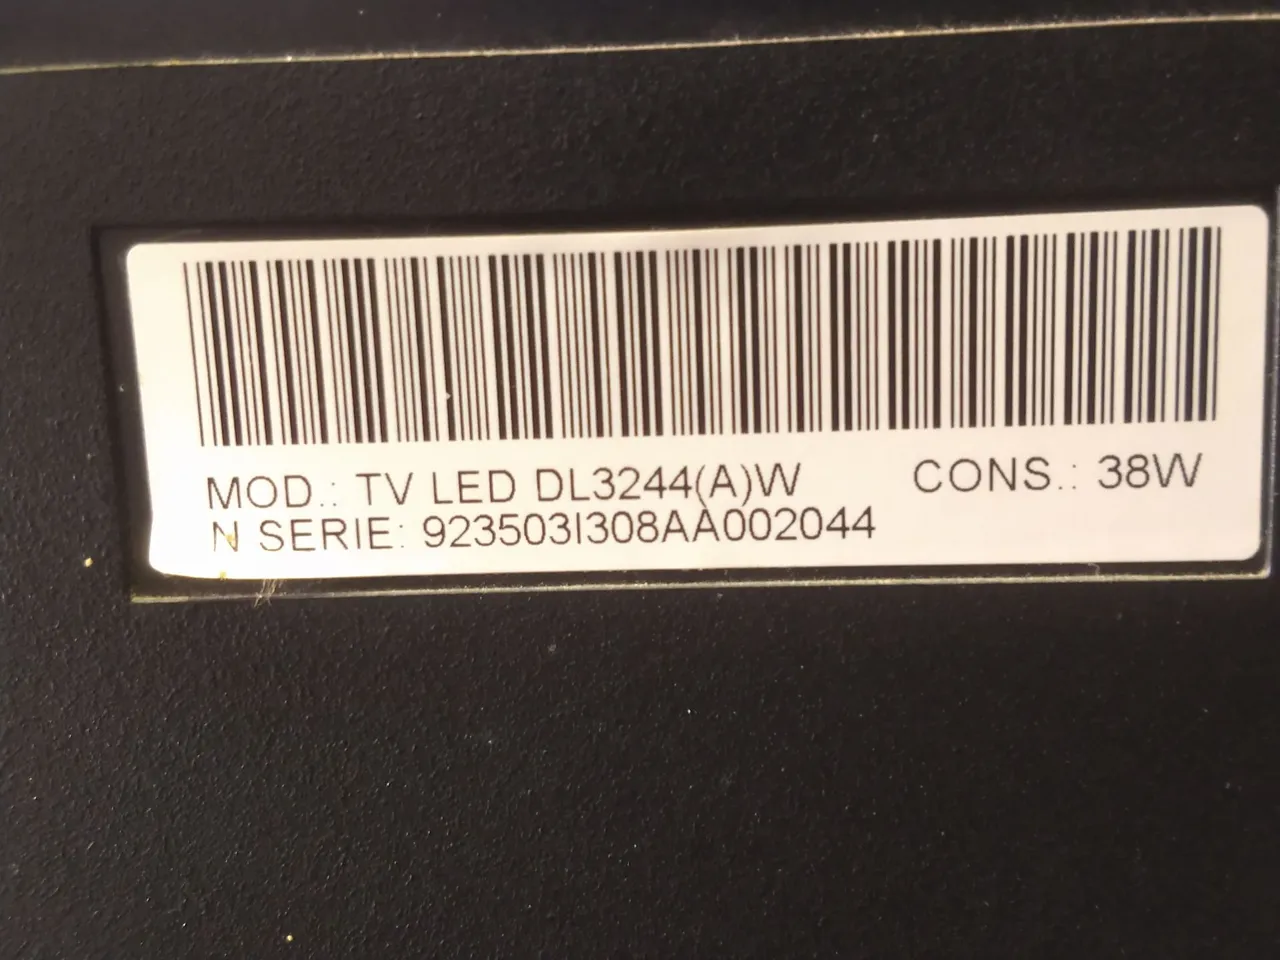 MOD.: TV LED DL3244(A)W CONS.: 38W
N SERIE: 923503I308AA002044